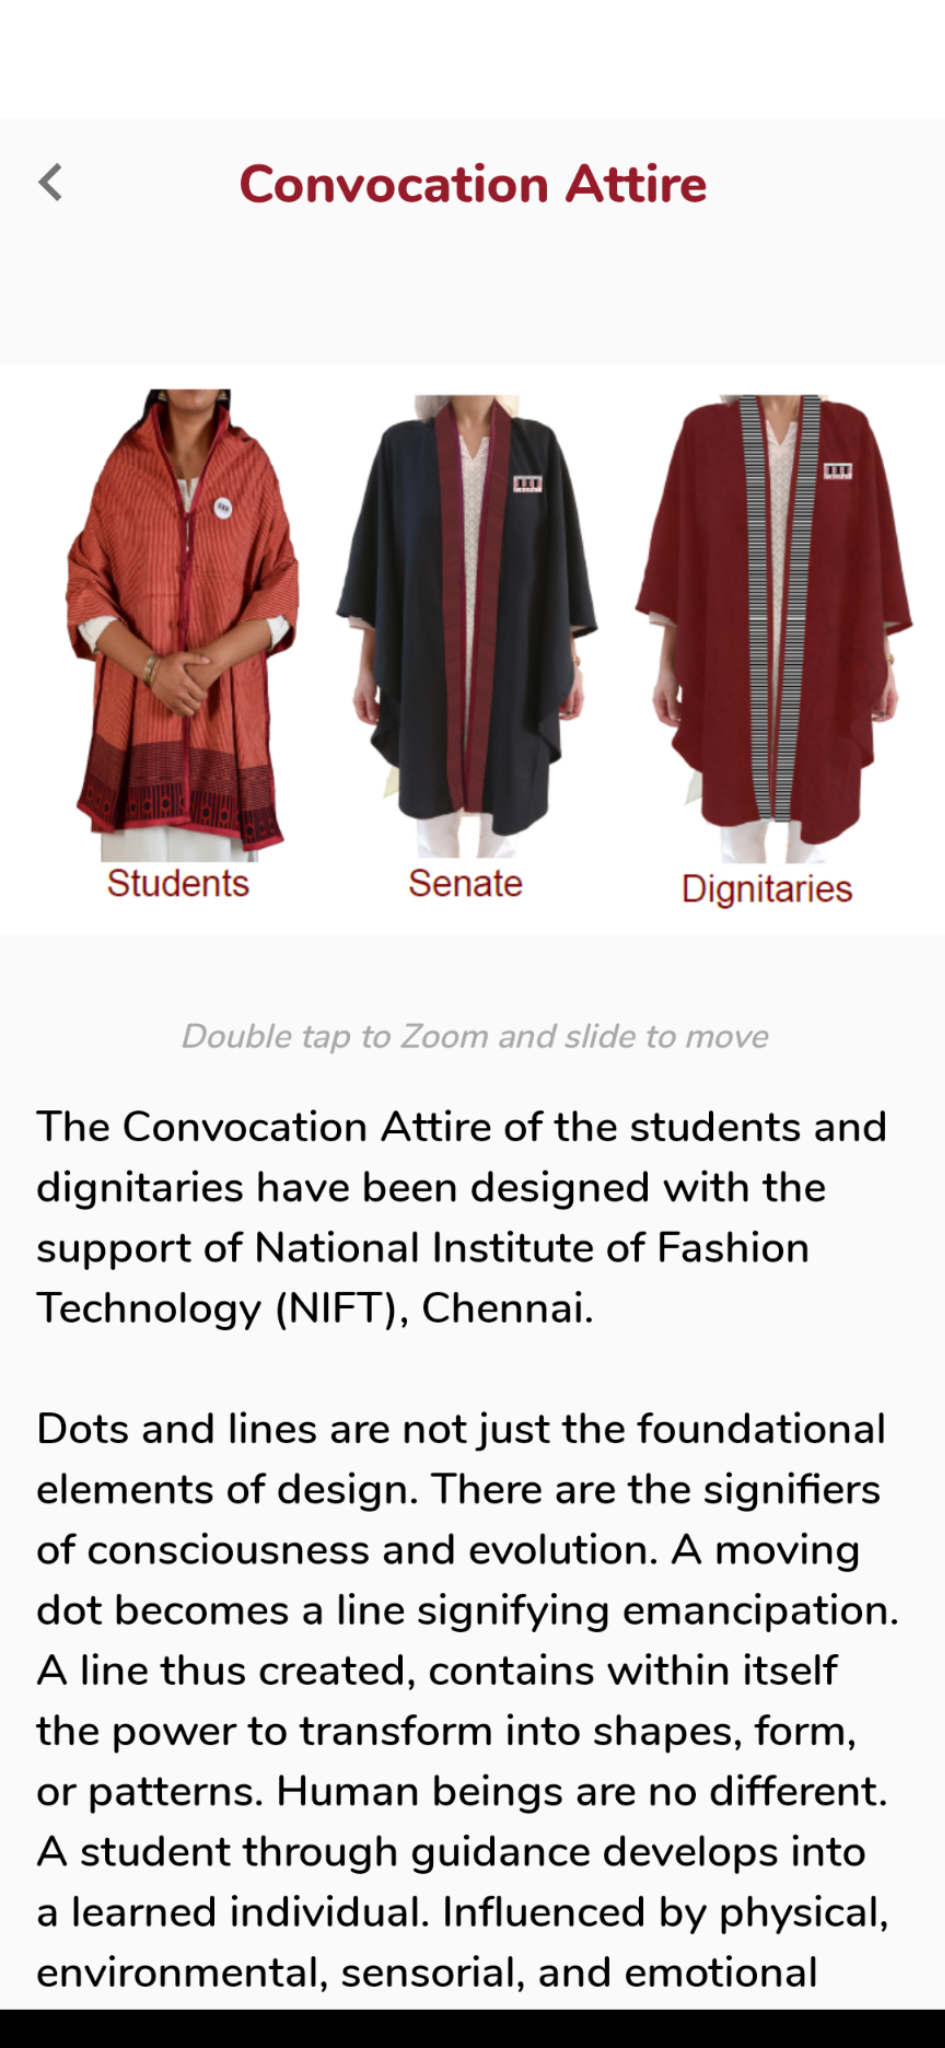 Convocation Attire
Students
Senate
Dignitaries
Double tap to Zoom and slide to move
The Convocation Attire of the students and
dignitaries have been designed with the
support of National Institute of Fashion
Technology (NIFT), Chennai.
Dots and lines are not just the foundational
elements of design. There are the signifiers
of consciousness and evolution. A moving
dot becomes a line signifying emancipation.
A line thus created, contains within itself
the power to transform into shapes, form,
or patterns. Human beings are no different.
A student through guidance develops into
a learned individual. Influenced by physical,
environmental, sensorial, and emotional